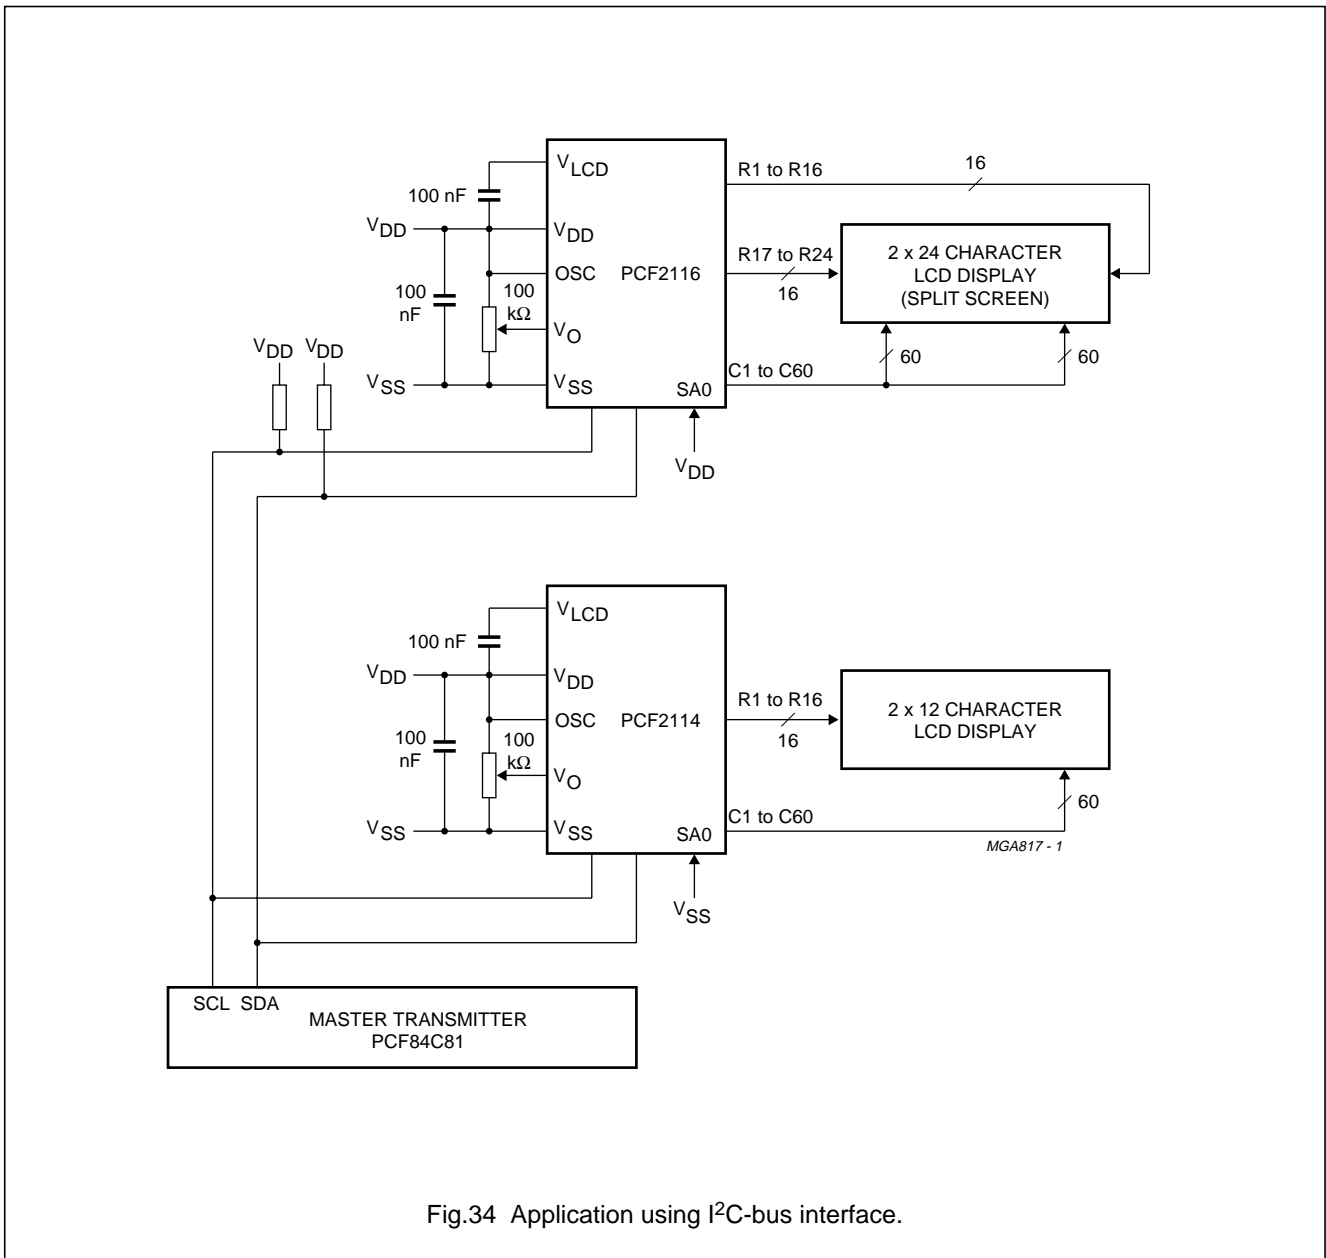 VLCD
R1 to R16
16
100 nF
VDD
VDD
R17 to R24
16
2 x 24 CHARACTER
LCD DISPLAY
(SPLIT SCREEN)
OSC
PCF2116
100
nF
100
kΩ
VO
60
60
VDD
VDD
VSS
VSS
C1 to C60
SA0
VDD
VLCD
100 nF
VDD
VDD
R1 to R16
16
2 x 12 CHARACTER
LCD DISPLAY
OSC
PCF2114
100
nF
100
kΩ
VO
60
VSS
VSS
C1 to C60
SA0
MGA817 - 1
VSS
SCL SDA
MASTER TRANSMITTER
PCF84C81
Fig.34 Application using I²C-bus interface.